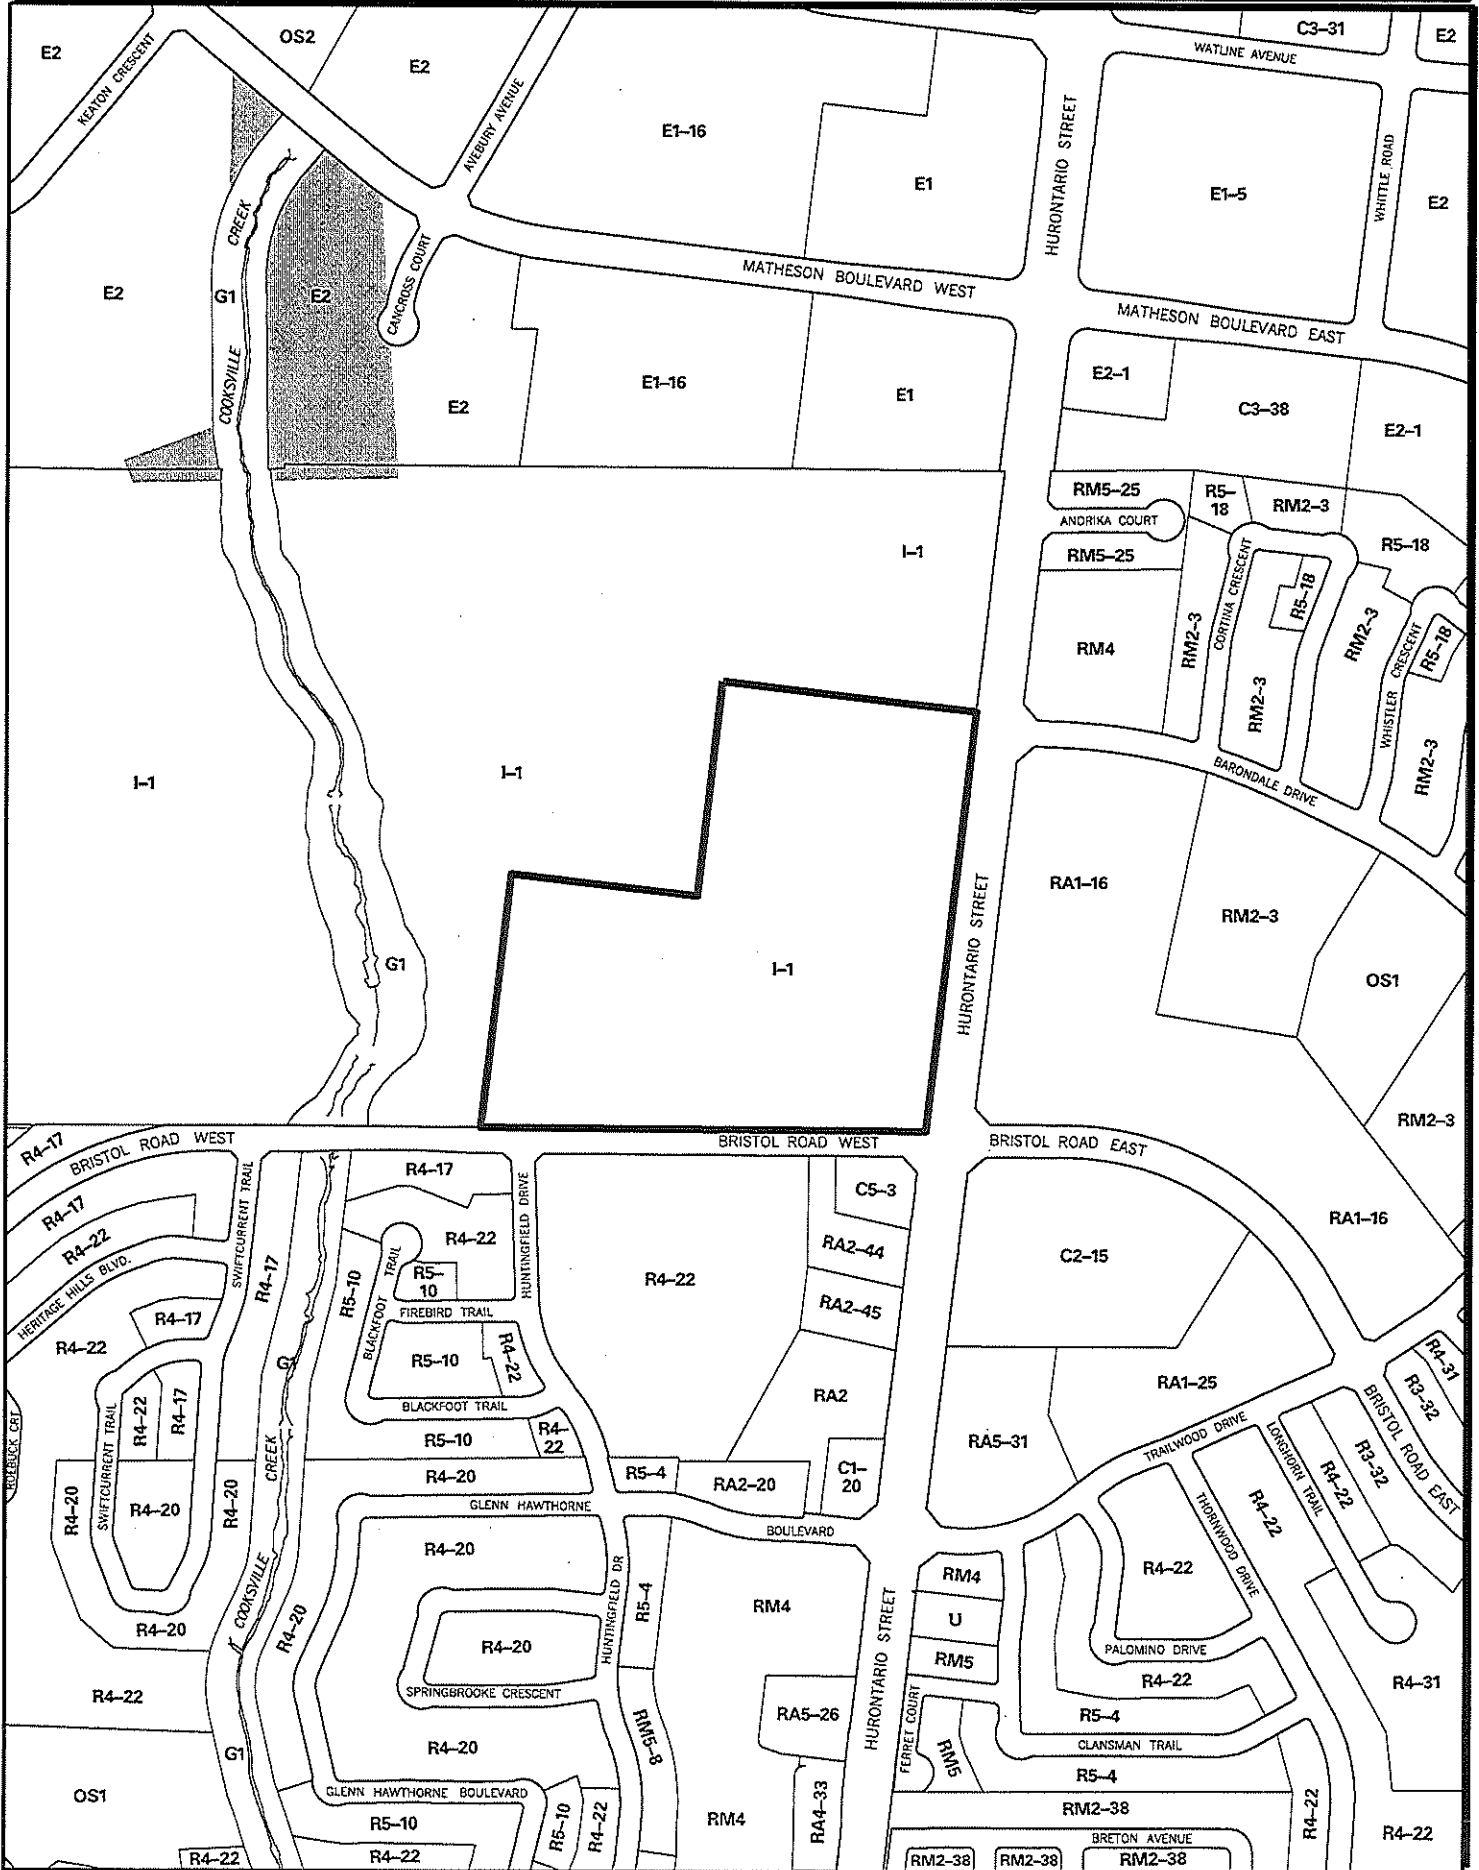 E2
KEATON CRESCENT
OS2
E2
AVEBURY AVENUE
E1–16
E1
HURONTARIO STREET
C3–31
WATLINE AVENUE
E2
E1–5
WHITTLE ROAD
E2
E2
CREEK
G1
COOKSVILLE
E2
CANCROSS COURT
MATHESON BOULEVARD WEST
MATHESON BOULEVARD EAST
E2
E1–16
E1
E2–1
C3–38
E2–1
RM5–25
ANDRIKA COURT
RM5–25
R5–
18
RM2–3
R5–18
I–1
RM4
RM2–3
CORTINA CRESCENT
R5–18
RM2–3
RM2–3
WHISTLER CRESCENT
R5–18
RM2–3
BARONDALE DRIVE
I–1
I–1
G1
I–1
HURONTARIO STREET
RA1–16
RM2–3
OS1
RM2–3
RA1–16
R4–17
BRISTOL ROAD WEST
BRISTOL ROAD WEST
BRISTOL ROAD EAST
R4–17
R4–22
HERITAGE HILLS BLVD.
SWIFTCURRENT TRAIL
R4–17
R4–17
R4–22
R5–10
BLACKFOOT TRAIL
R5–
10
FIREBIRD TRAIL
HUNTINGFIELD DRIVE
R4–22
C5–3
RA2–44
RA2–45
RA2
C2–15
R4–22
R4–17
R4–22
R4–17
SWIFTCURRENT TRAIL
ROEBUCK CRT
G1
R5–10
R4–22
BLACKFOOT TRAIL
R5–10
R4–
22
RA5–31
RA1–25
TRAILWOOD DRIVE
R4–31
R3–32
BRISTOL ROAD EAST
R3–32
R4–22
LONGHORN TRAIL
R4–22
THORNWOOD DRIVE
R4–20
R4–20
R4–20
CREEK
COOKSVILLE
R4–20
R5–4
RA2–20
C1–
20
GLENN HAWTHORNE
BOULEVARD
R4–20
R4–20
R4–20
HUNTINGFIELD DR
R5–4
RM4
RM4
U
RM5
R4–22
PALOMINO DRIVE
R4–22
R4–31
R4–20
R4–20
SPRINGBROOKE CRESCENT
R4–22
R4–20
RM5–8
RA5–26
HURONTARIO STREET
FERRET COURT
RM5
R5–4
CLANSMAN TRAIL
R5–4
G1
OS1
GLENN HAWTHORNE BOULEVARD
R5–10
R5–10
R4–22
RM4
RA4–33
RM2–38
BRETON AVENUE
R4–22
R4–22
R4–22
R4–22
RM2–38
RM2–38
RM2–38